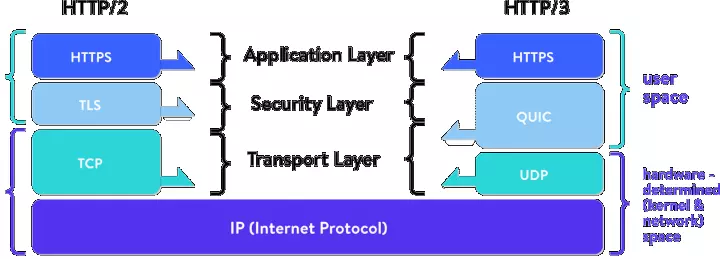 HTTP/2
HTTP/3
HTTPS
Application Layer
HTTPS
TLS
Security Layer
QUIC
user
space
TCP
Transport Layer
UDP
hardware -
determined
(kernel &
network)
space
IP (Internet Protocol)